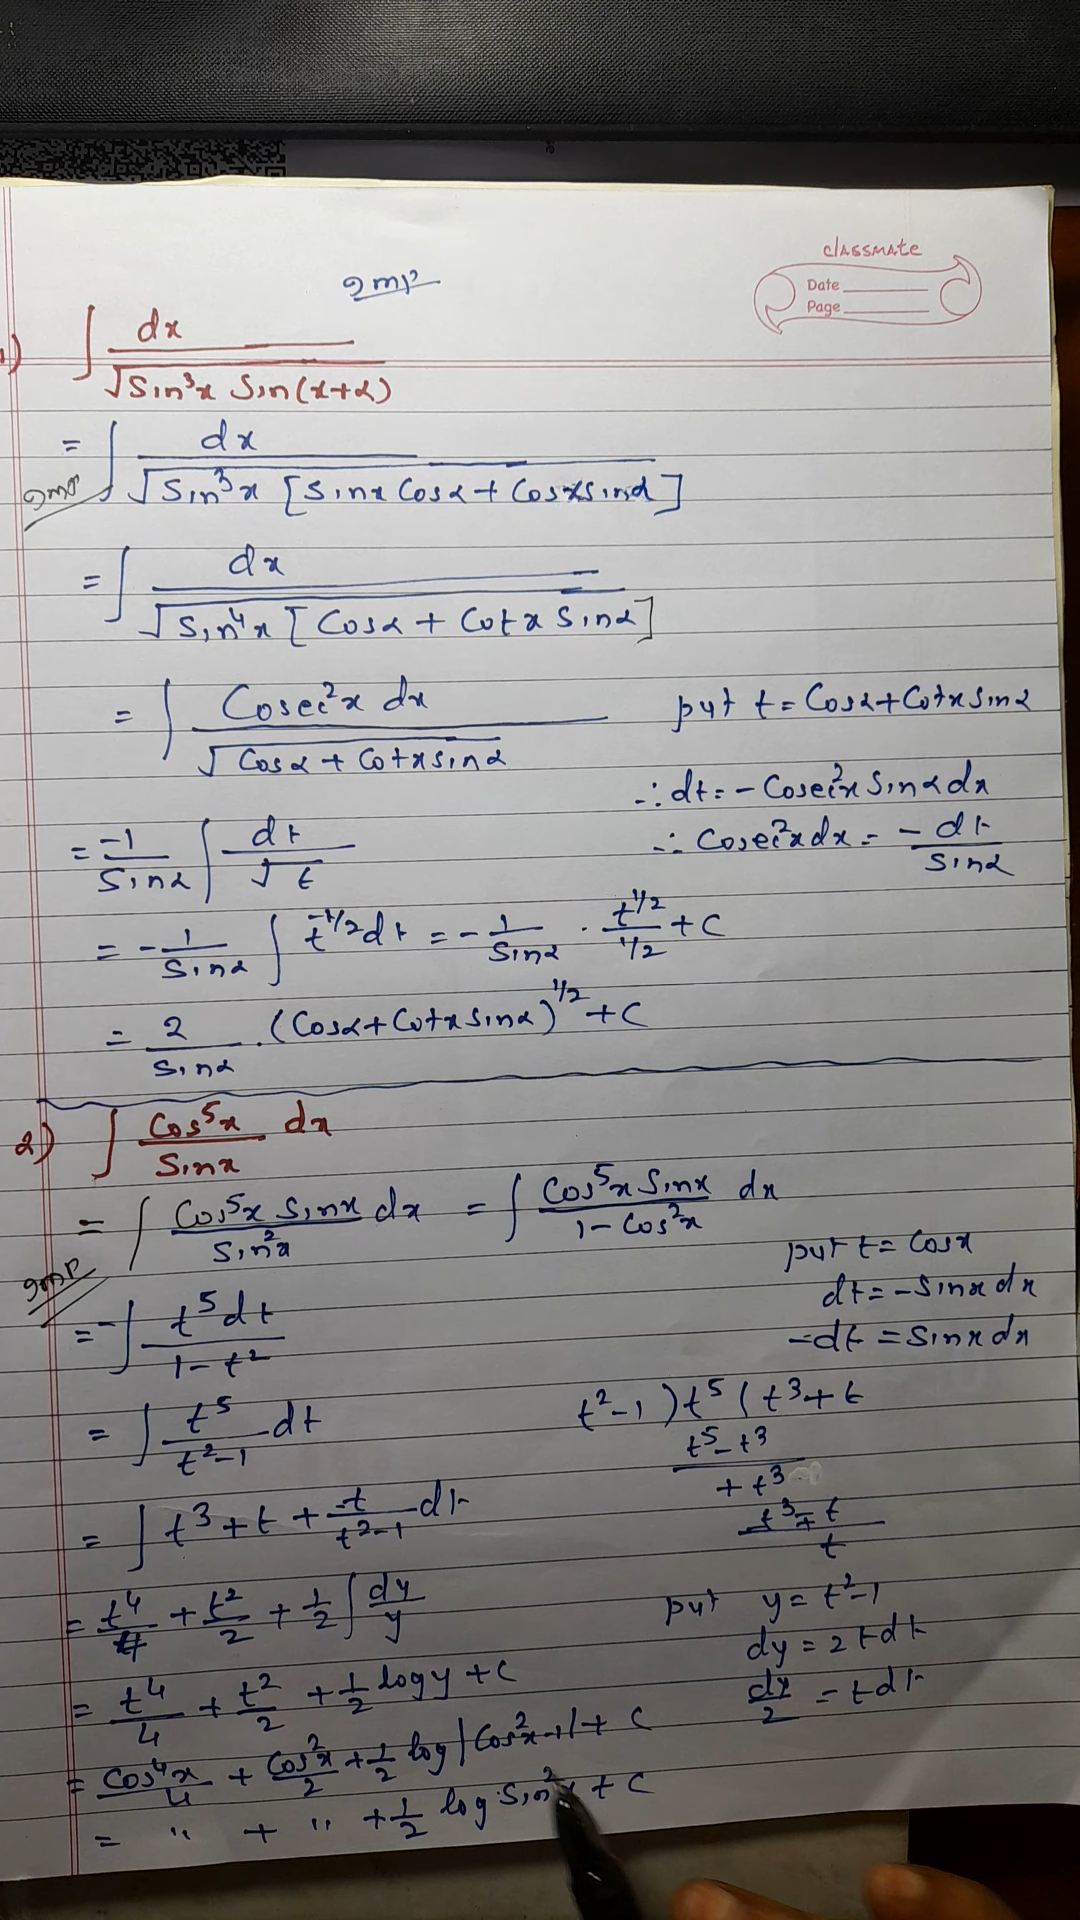 classmate
Date
Page
Imp
1) ∫ dx / √(Sin³x Sin(x+α))
= ∫ dx / √(Sin³x [Sinx Cosα + Cosx Sinα])
Imp
= ∫ dx / √(Sin⁴x [Cosα + Cotx Sinα])
= ∫ Cosec²x dx / √(Cosα + Cotx Sinα)
put t = Cosα + Cotx Sinα
∴ dt = - Cosec²x Sinα dx
= -1/Sinα ∫ dt/√t
∴ Cosec²x dx = - dt/Sinα
= - 1/Sinα ∫ t^(-1/2) dt = - 1/Sinα · t^(1/2)/(1/2) + C
= 2/Sinα · (Cosα + Cotx Sinα)^(1/2) + C
2) ∫ Cos⁵x/Sinx dx
= ∫ Cos⁵x Sinx dx / Sin²x = ∫ Cos⁵x Sinx / (1 - Cos²x) dx
Imp
put t = Cosx
dt = - Sinx dx
- dt = Sinx dx
= - ∫ t⁵ dt / (1 - t²)
= ∫ t⁵/(t²-1) dt
t²-1 ) t⁵ ( t³+t
t⁵ - t³
+ t³
t³ - t
t
= ∫ t³ + t + t/(t²-1) dt
= t⁴/4 + t²/2 + 1/2 ∫ dy/y
put y = t²-1
dy = 2t dt
dy/2 = t dt
= t⁴/4 + t²/2 + 1/2 log y + C
= Cos⁴x/4 + Cos²x/2 + 1/2 log |Cos²x - 1| + C
= " + " + 1/2 log Sin²x + C